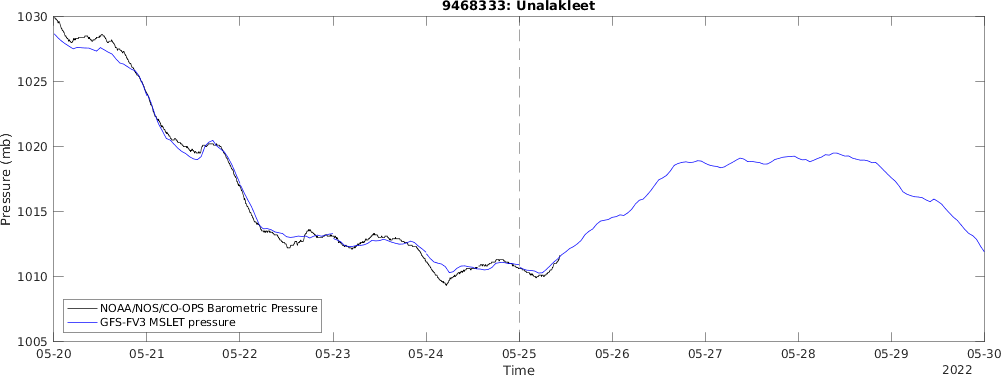 9468333: Unalakleet
Pressure (mb)
1030
1025
1020
1015
1010
1005
NOAA/NOS/CO-OPS Barometric Pressure
GFS-FV3 MSLET pressure
05-20 05-21 05-22 05-23 05-24 05-25 05-26 05-27 05-28 05-29 05-30
Time
2022